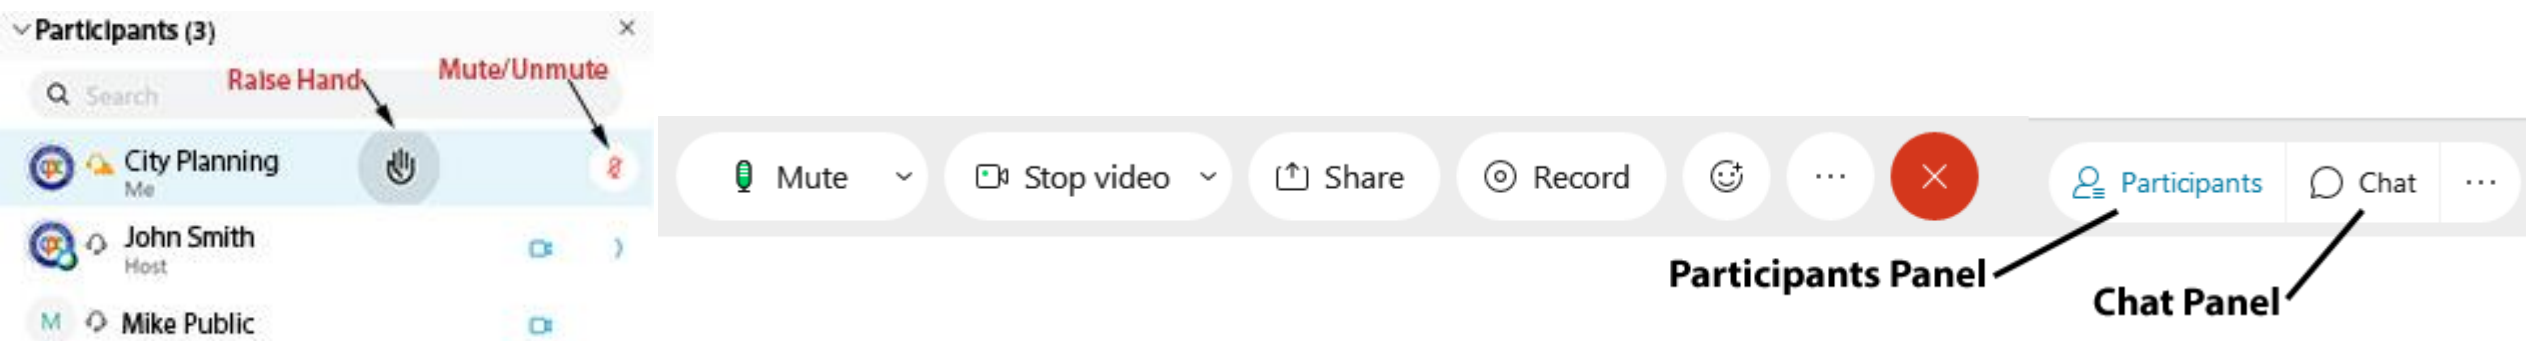 Participants (3)
Raise Hand
Mute/Unmute
Search
City Planning
Me
John Smith
Host
M
Mike Public
Mute
Stop video
Share
Record
Participants
Chat
Participants Panel
Chat Panel